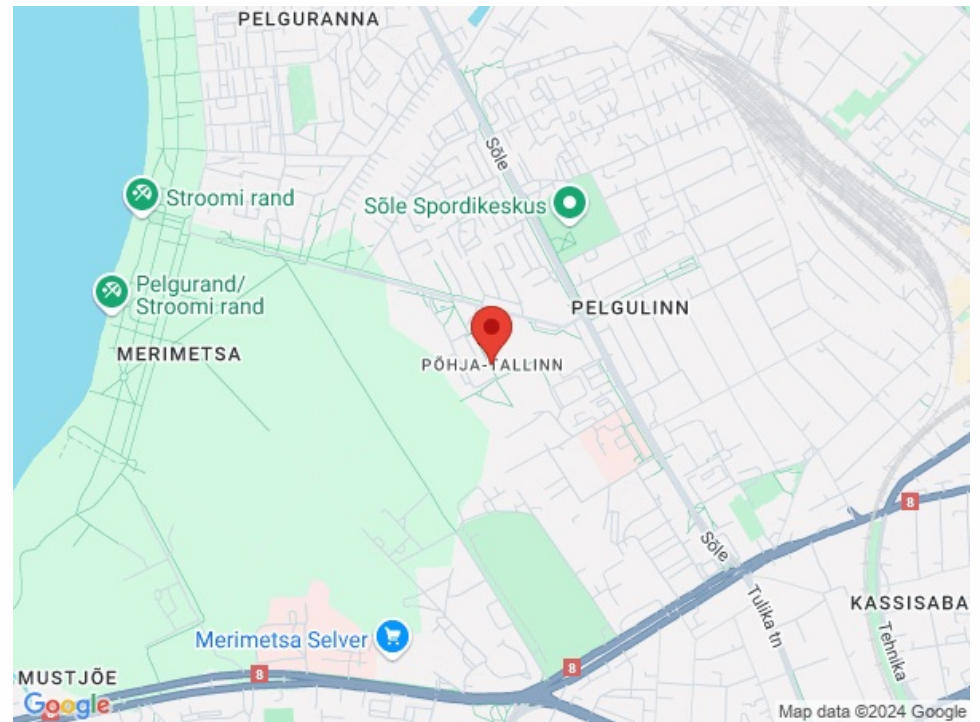 PELGURANNA
Sõle
Stroomi rand
Sõle Spordikeskus
Pelgurand/
Stroomi rand
PELGULINN
MERIMETSA
PÕHJA-TALLINN
8
Sõle
Tulika tn
KASSISABA
Tehnika
Merimetsa Selver
8
8
MUSTJÕE
Google
Map data ©2024 Google